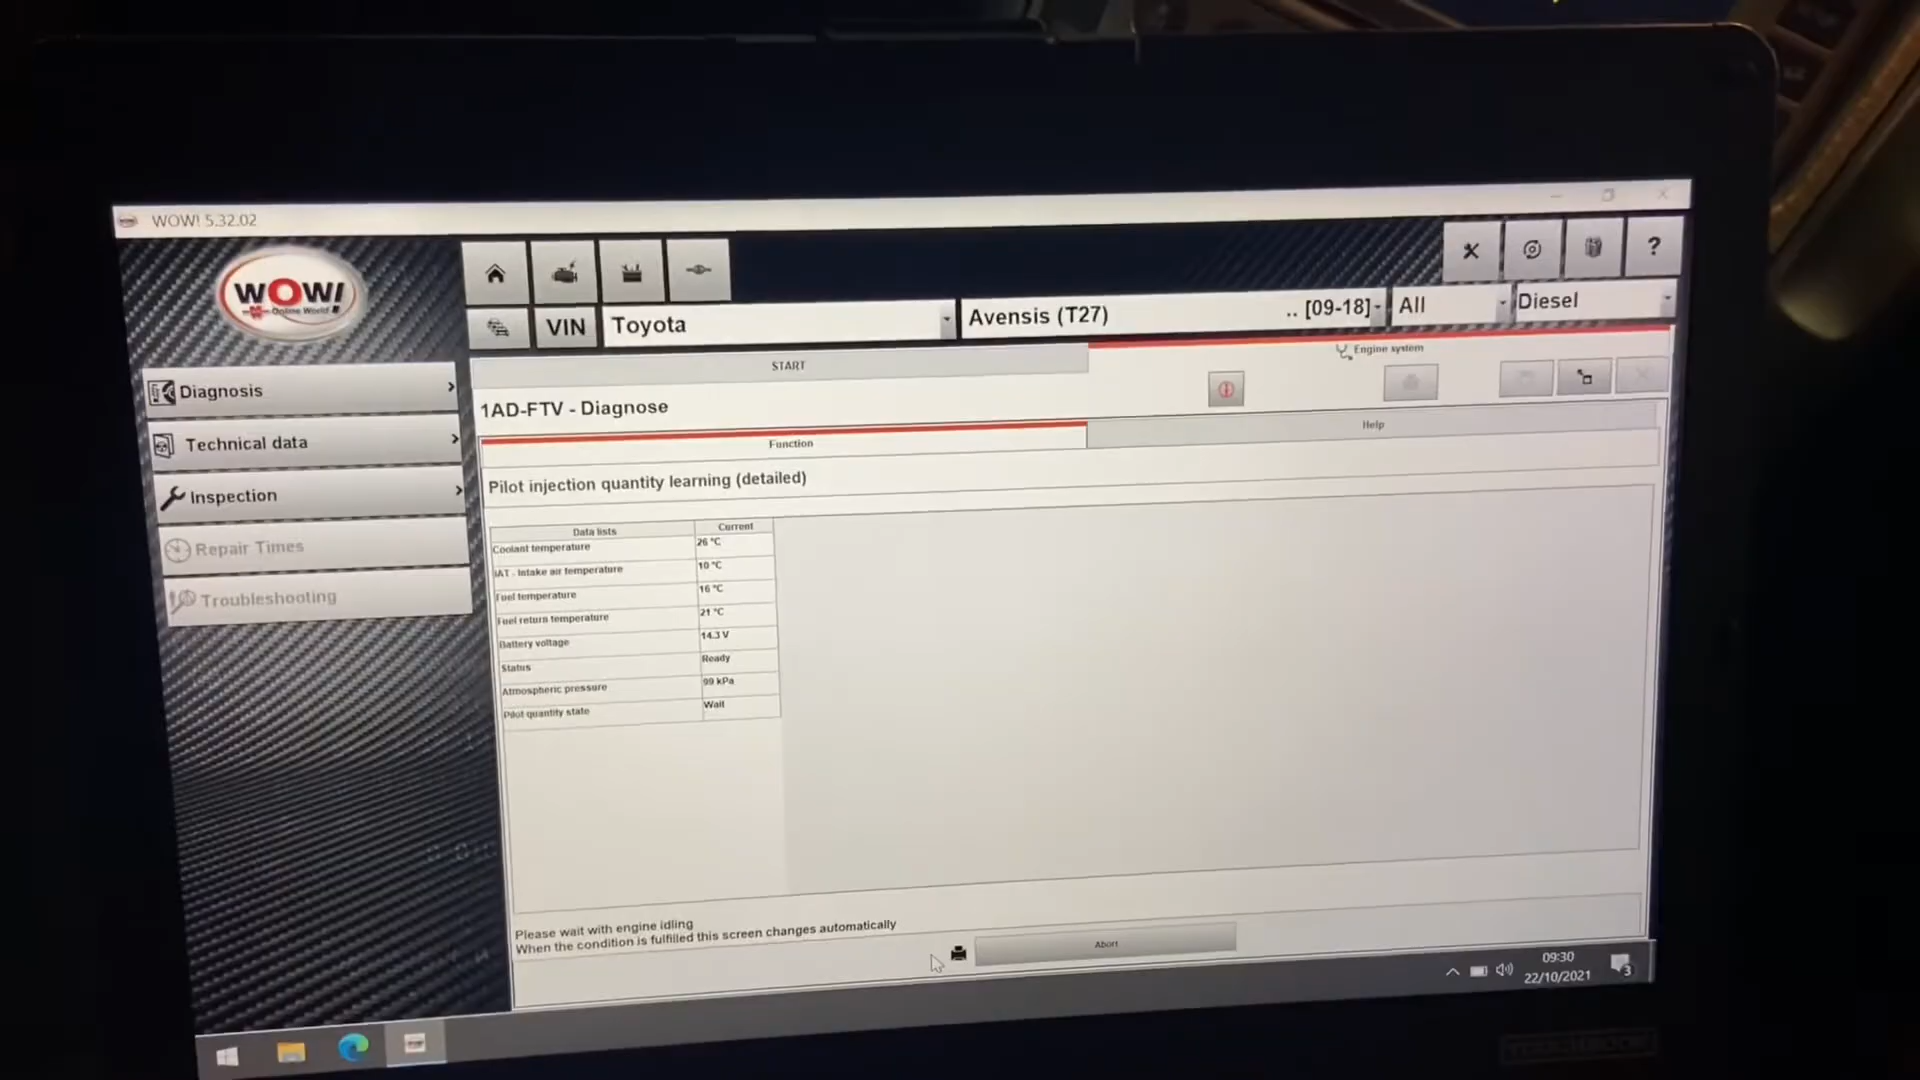 WOW! 5.32.02
WOW!
Online World
?
VIN
Toyota
Avensis (T27)
.. [09-18]
All
Diesel
Diagnosis
Technical data
Inspection
Repair Times
Troubleshooting
START
Engine system
1AD-FTV - Diagnose
Function
Help
Pilot injection quantity learning (detailed)
Data lists Current
Coolant temperature 26 °C
IAT - Intake air temperature 10 °C
Fuel temperature 16 °C
Fuel return temperature 21 °C
Battery voltage 14.3 V
Status Ready
Atmospheric pressure 99 kPa
Pilot quantity state Wait
Please wait with engine idling
When the condition is fulfilled this screen changes automatically
Abort
09:30
22/10/2021
3